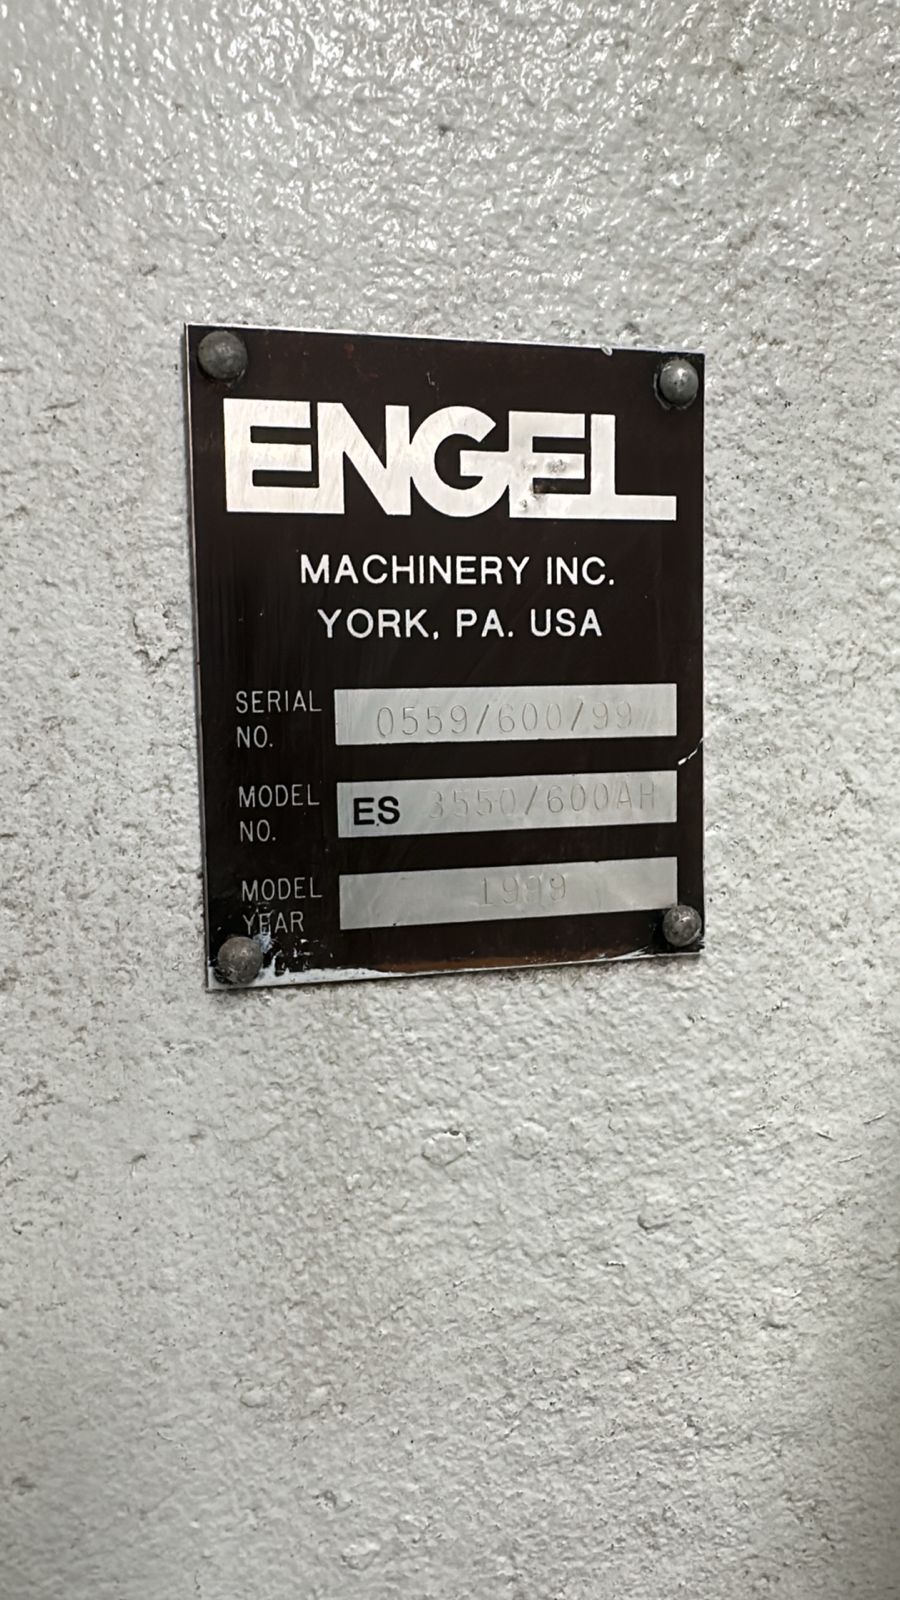 ENGEL
MACHINERY INC.
YORK, PA. USA
SERIAL NO. 0559/600/99
MODEL NO. ES 3550/600AH
MODEL YEAR 1999